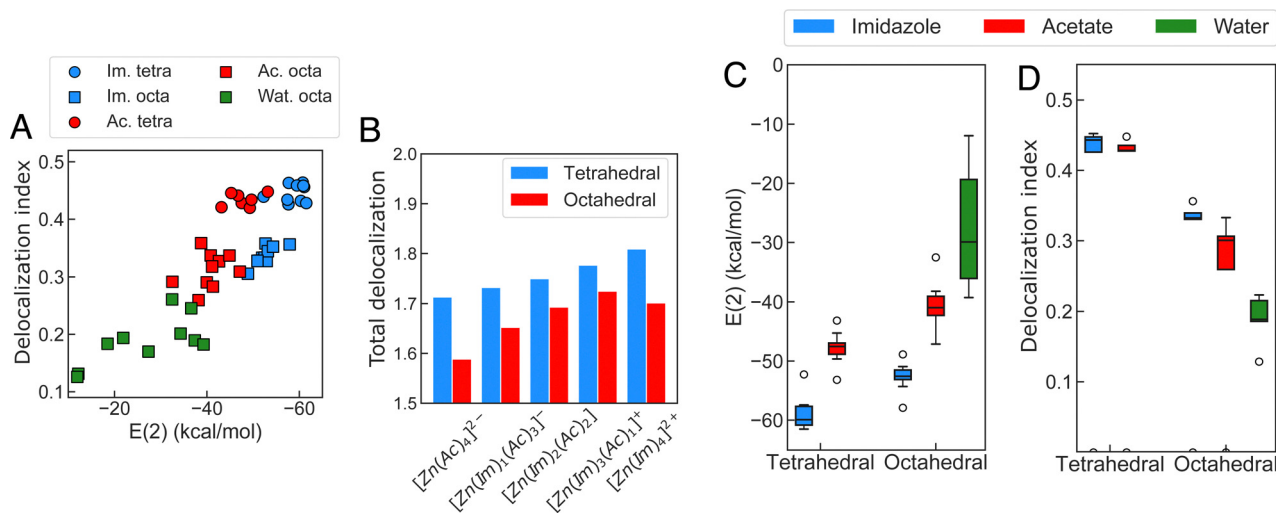 Imidazole Acetate Water
Im. tetra Ac. octa
Im. octa Wat. octa
Ac. tetra
A
Delocalization index
0.5
0.4
0.3
0.2
0.1
−20 −40 −60
E(2) (kcal/mol)
B
Total delocalization
2.0
1.9
1.8
1.7
1.6
1.5
Tetrahedral
Octahedral
[Zn(Ac)₄]²⁻
[Zn(Im)₁(Ac)₃]⁻
[Zn(Im)₂(Ac)₂]
[Zn(Im)₃(Ac)₁]⁺
[Zn(Im)₄]²⁺
C
E(2) (kcal/mol)
0
−10
−20
−30
−40
−50
−60
Tetrahedral Octahedral
D
Delocalization index
0.5
0.4
0.3
0.2
0.1
Tetrahedral Octahedral